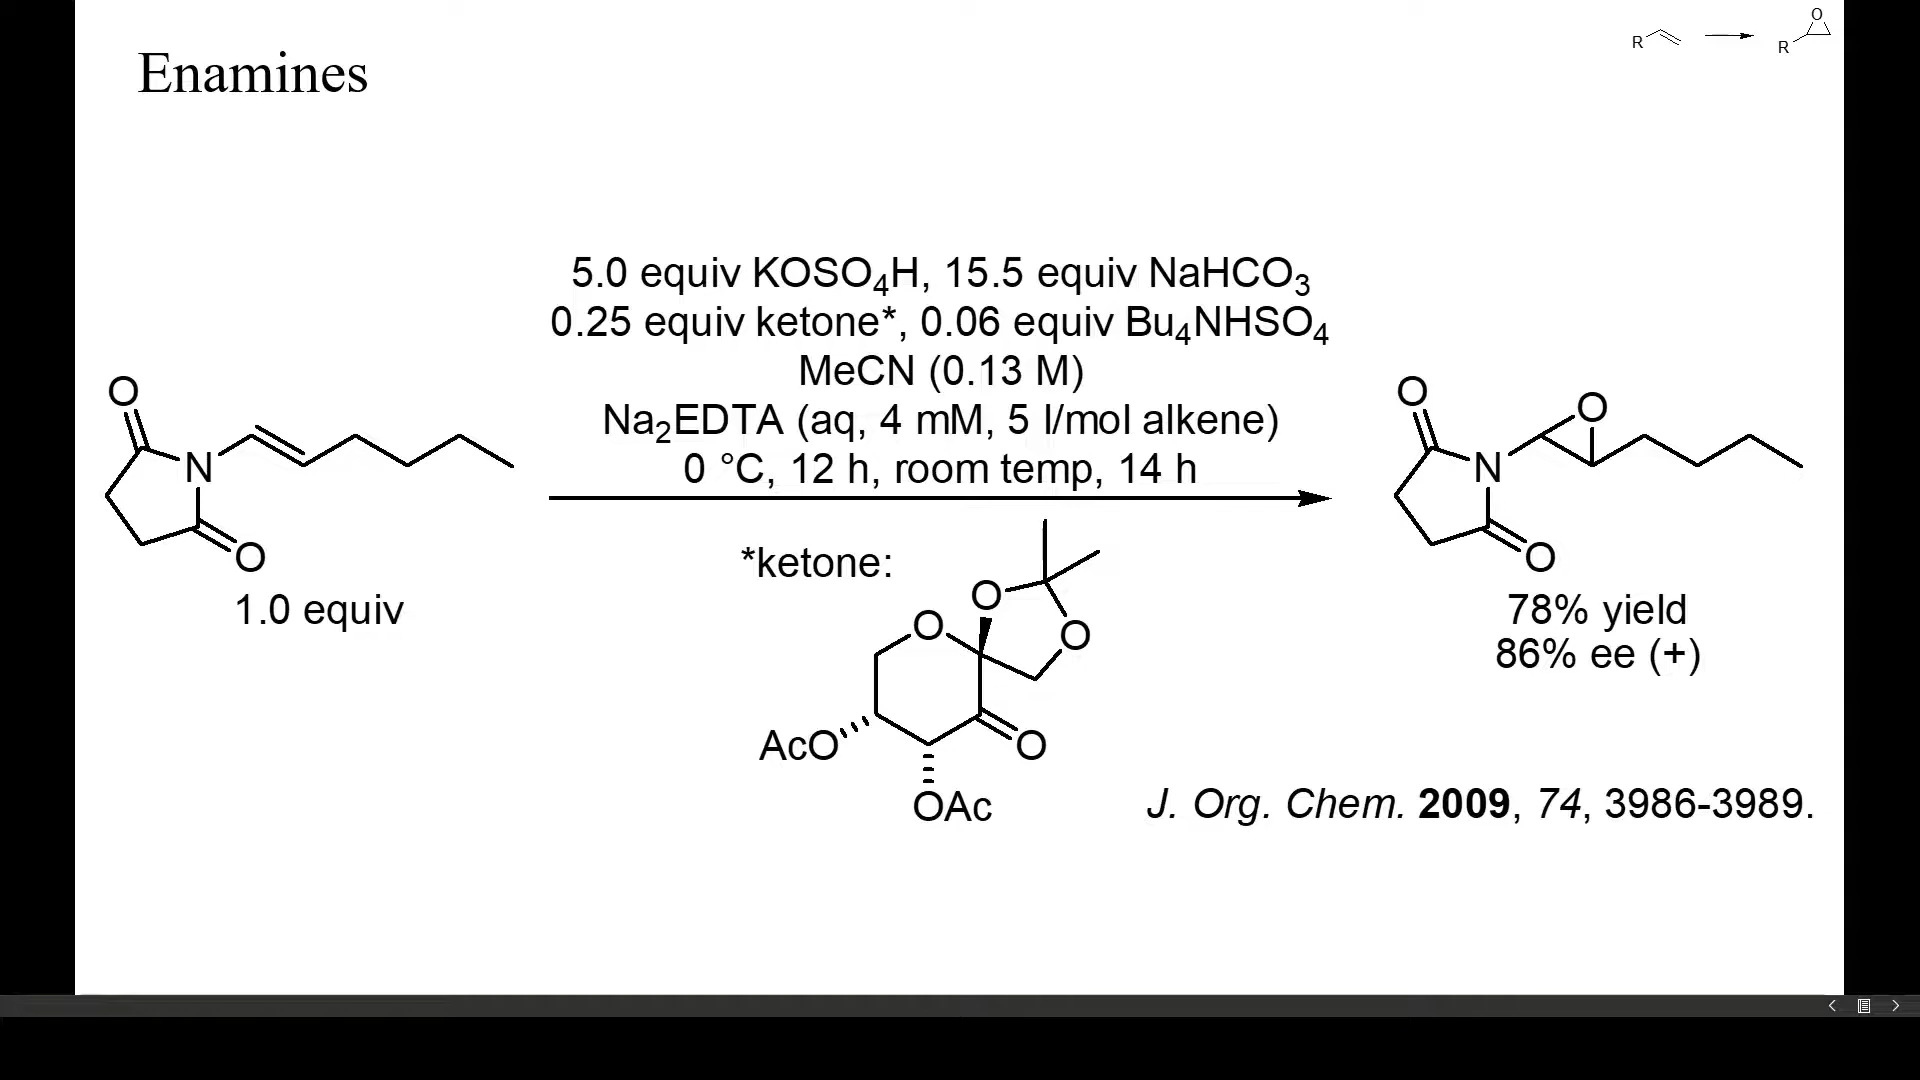 Enamines
R
O
R
5.0 equiv KOSO₄H, 15.5 equiv NaHCO₃
0.25 equiv ketone*, 0.06 equiv Bu₄NHSO₄
MeCN (0.13 M)
Na₂EDTA (aq, 4 mM, 5 l/mol alkene)
0 °C, 12 h, room temp, 14 h
O
N
O
1.0 equiv
*ketone:
O
O
O
AcO
O
OAc
O
O
N
O
78% yield
86% ee (+)
J. Org. Chem. 2009, 74, 3986-3989.